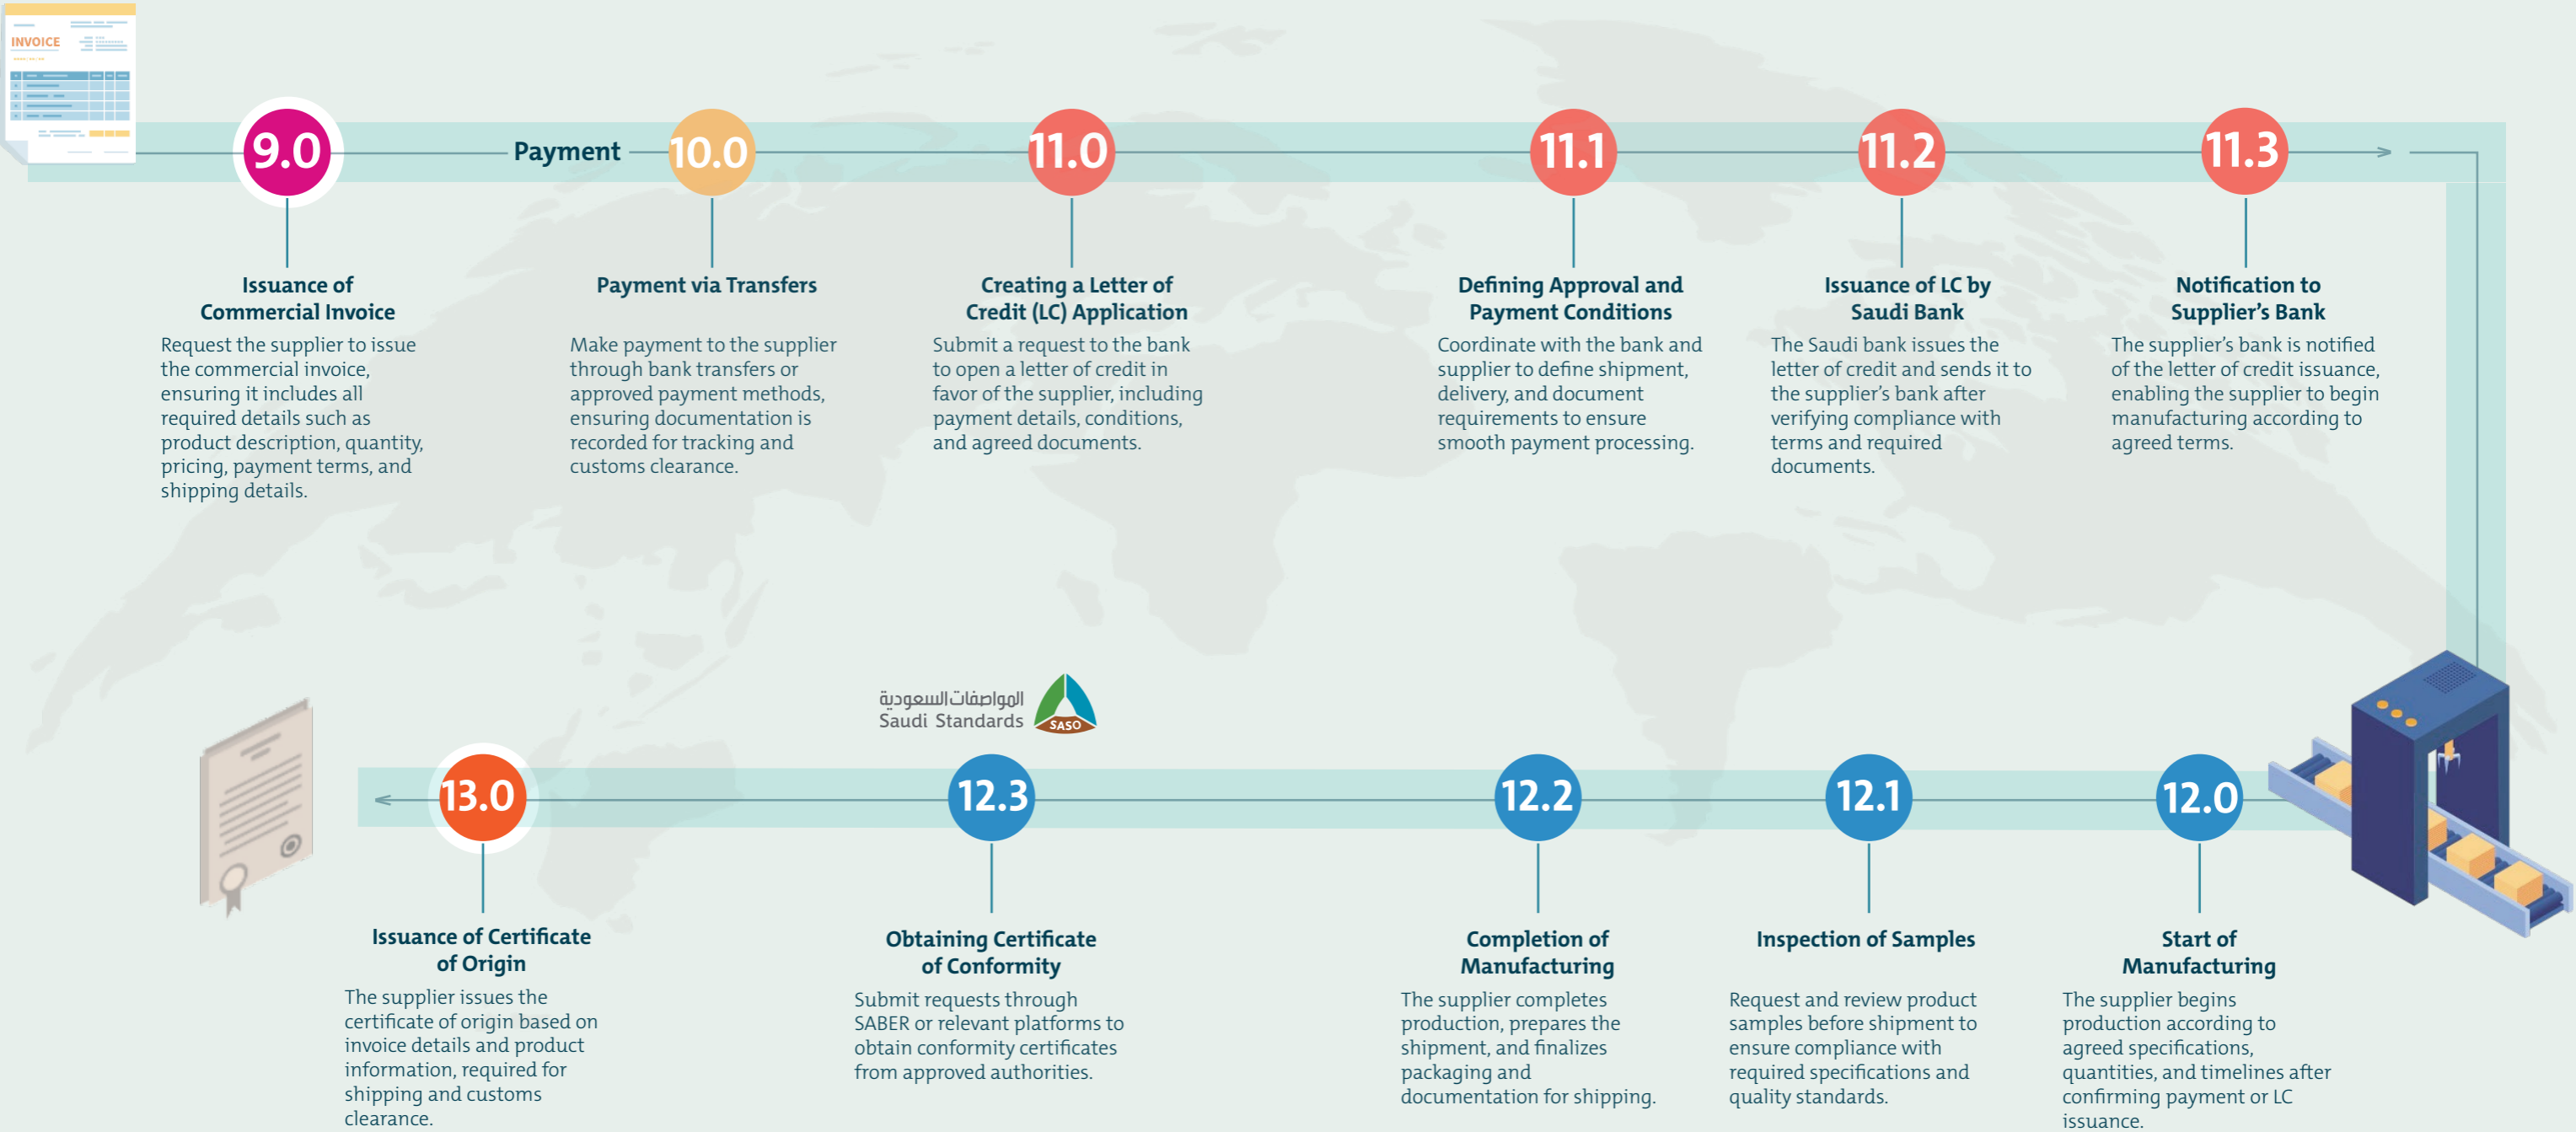 INVOICE
9.0
Payment
10.0
11.0
11.1
11.2
11.3
Issuance of
Commercial Invoice
Request the supplier to issue
the commercial invoice,
ensuring it includes all
required details such as
product description, quantity,
pricing, payment terms, and
shipping details.
Payment via Transfers
Make payment to the supplier
through bank transfers or
approved payment methods,
ensuring documentation is
recorded for tracking and
customs clearance.
Creating a Letter of
Credit (LC) Application
Submit a request to the bank
to open a letter of credit in
favor of the supplier, including
payment details, conditions,
and agreed documents.
Defining Approval and
Payment Conditions
Coordinate with the bank and
supplier to define shipment,
delivery, and document
requirements to ensure
smooth payment processing.
Issuance of LC by
Saudi Bank
The Saudi bank issues the
letter of credit and sends it to
the supplier's bank after
verifying compliance with
terms and required
documents.
Notification to
Supplier's Bank
The supplier's bank is notified
of the letter of credit issuance,
enabling the supplier to begin
manufacturing according to
agreed terms.
المواصفات السعودية
Saudi Standards
SASO
13.0
12.3
12.2
12.1
12.0
Issuance of Certificate
of Origin
The supplier issues the
certificate of origin based on
invoice details and product
information, required for
shipping and customs
clearance.
Obtaining Certificate
of Conformity
Submit requests through
SABER or relevant platforms to
obtain conformity certificates
from approved authorities.
Completion of
Manufacturing
The supplier completes
production, prepares the
shipment, and finalizes
packaging and
documentation for shipping.
Inspection of Samples
Request and review product
samples before shipment to
ensure compliance with
required specifications and
quality standards.
Start of
Manufacturing
The supplier begins
production according to
agreed specifications,
quantities, and timelines after
confirming payment or LC
issuance.